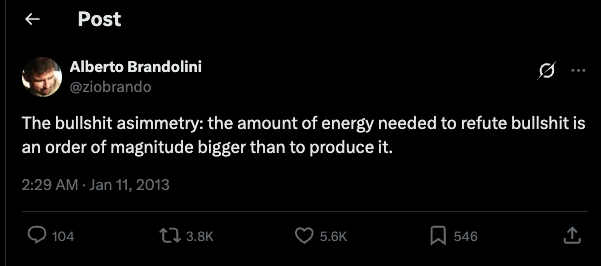 Post
Alberto Brandolini
@ziobrando
The bullshit asimmetry: the amount of energy needed to refute bullshit is
an order of magnitude bigger than to produce it.
2:29 AM · Jan 11, 2013
104 3.8K 5.6K 546